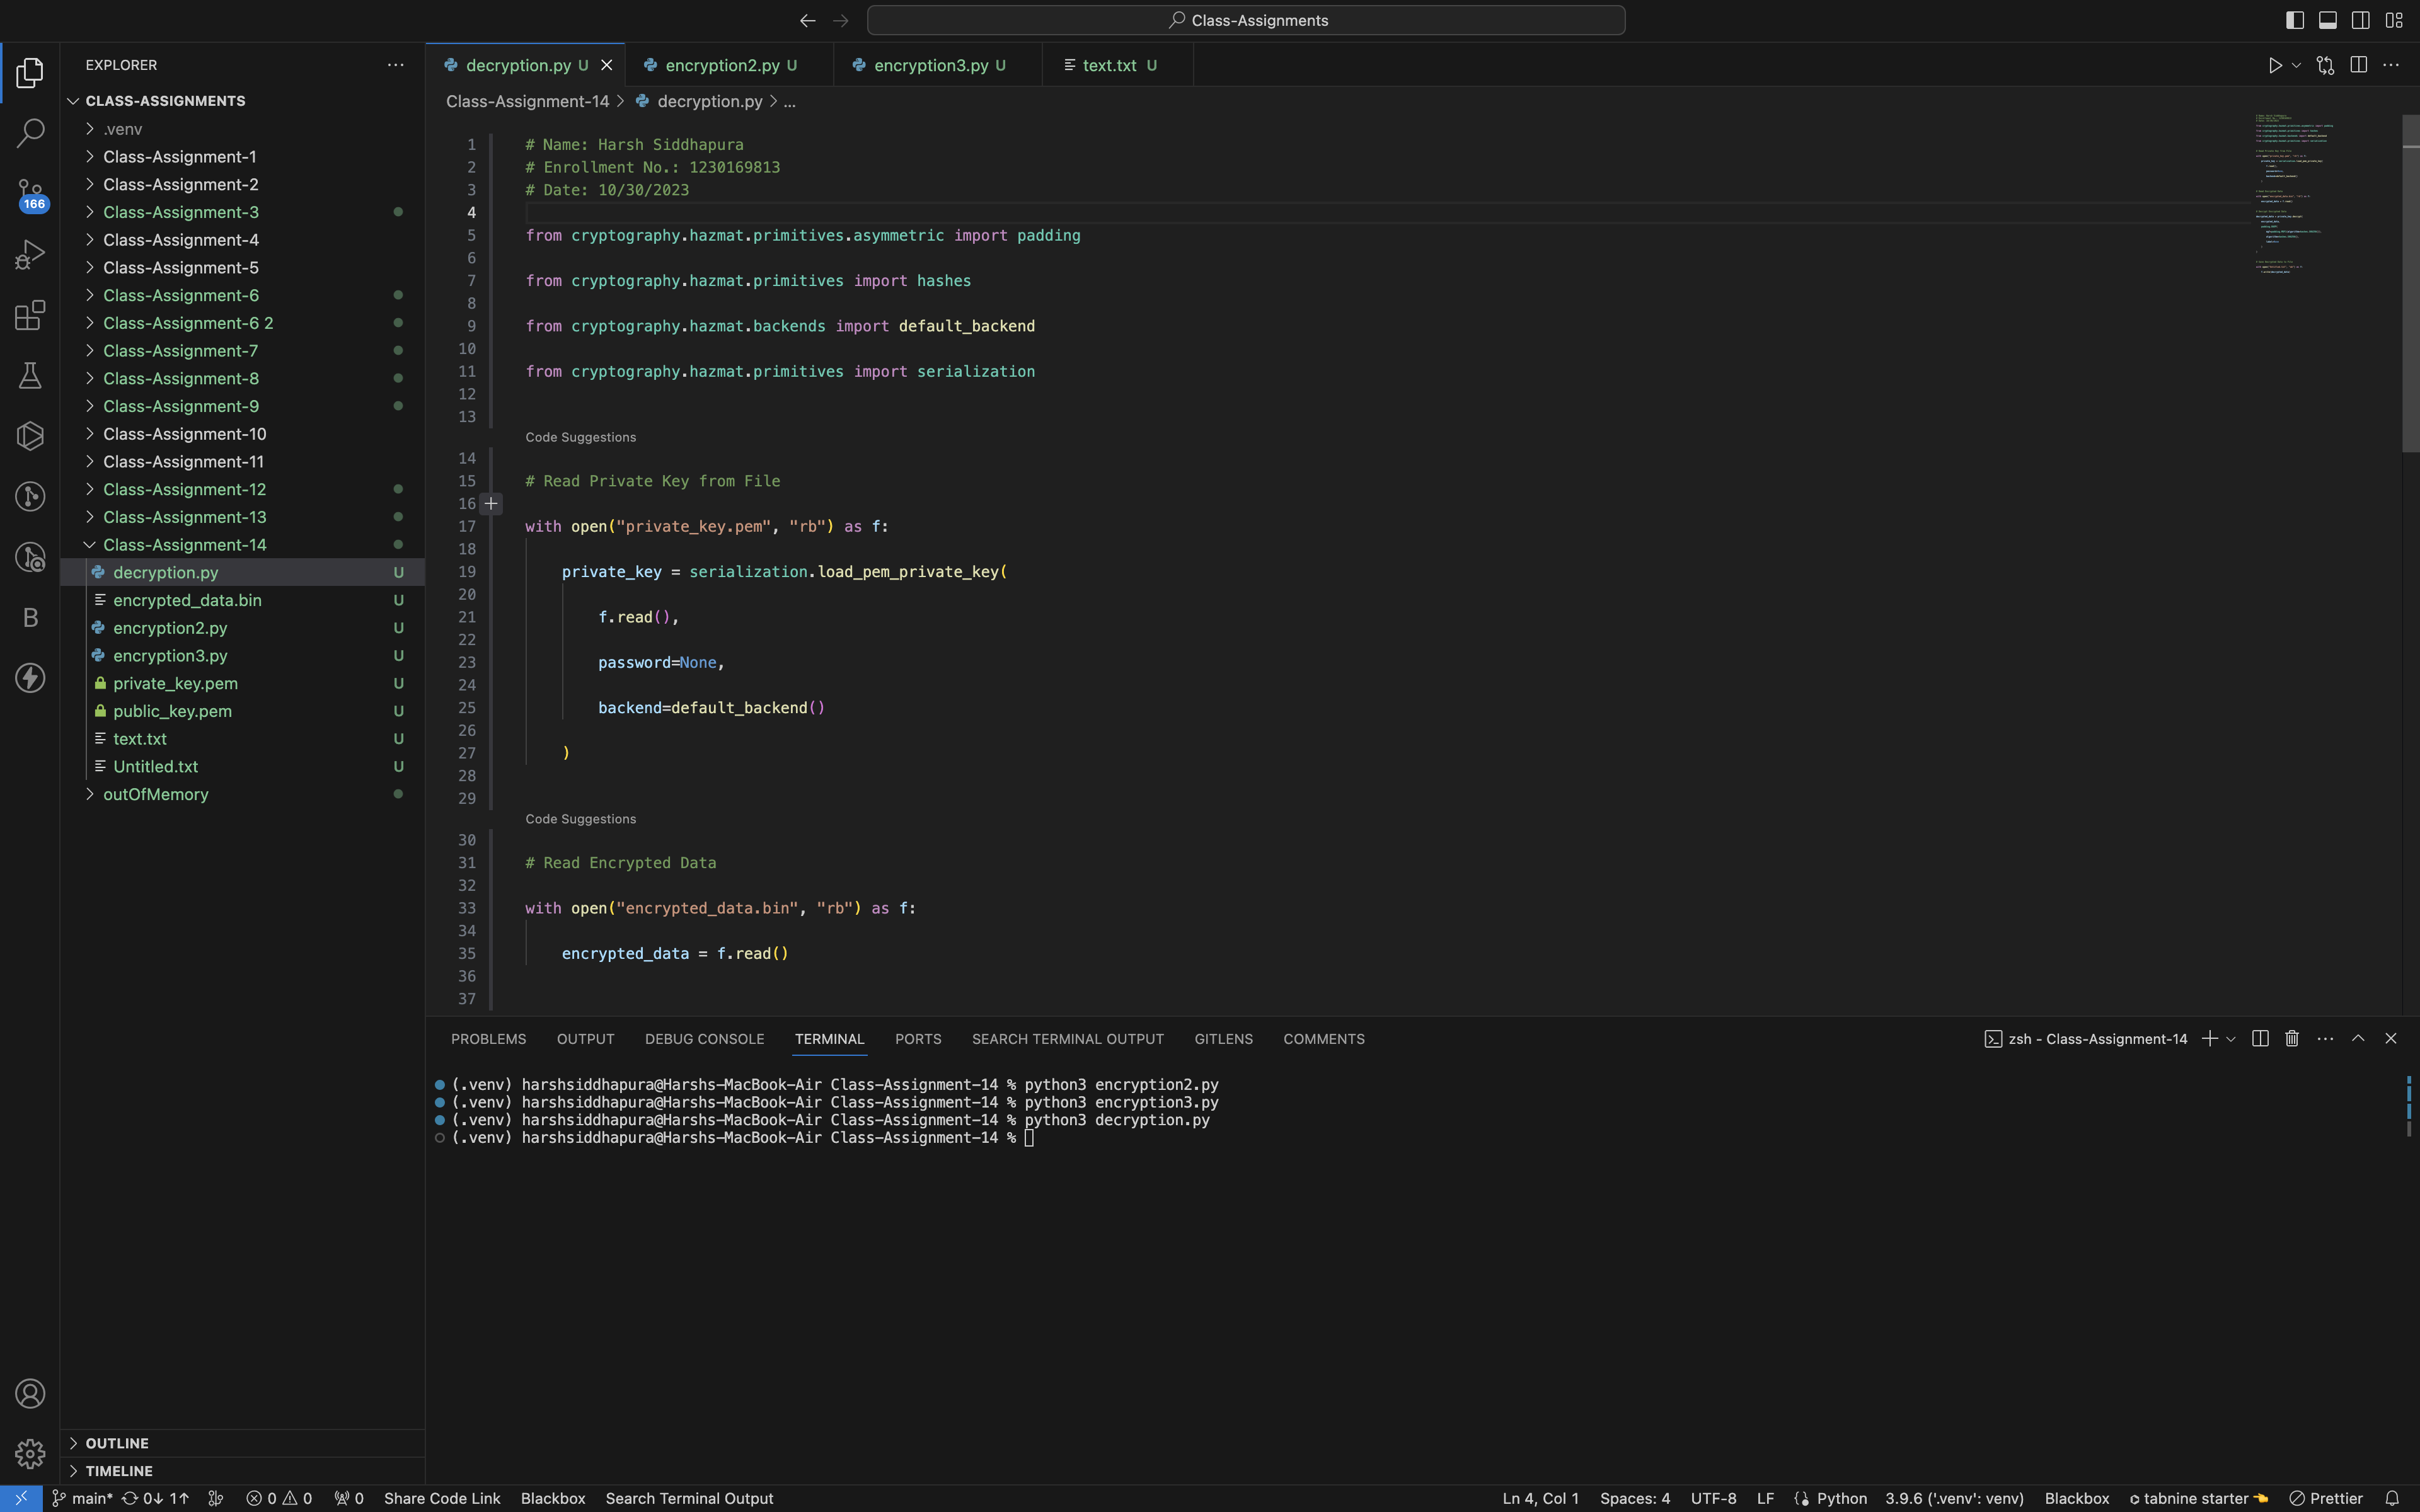 Class-Assignments
EXPLORER
CLASS-ASSIGNMENTS
.venv
Class-Assignment-1
Class-Assignment-2
Class-Assignment-3
Class-Assignment-4
Class-Assignment-5
Class-Assignment-6
Class-Assignment-6 2
Class-Assignment-7
Class-Assignment-8
Class-Assignment-9
Class-Assignment-10
Class-Assignment-11
Class-Assignment-12
Class-Assignment-13
Class-Assignment-14
decryption.py U
encrypted_data.bin U
encryption2.py U
encryption3.py U
private_key.pem U
public_key.pem U
text.txt U
Untitled.txt U
outOfMemory
OUTLINE
TIMELINE
166
B
decryption.py U encryption2.py U encryption3.py U text.txt U
Class-Assignment-14 > decryption.py > ...
1 # Name: Harsh Siddhapura
2 # Enrollment No.: 1230169813
3 # Date: 10/30/2023
4
5 from cryptography.hazmat.primitives.asymmetric import padding
6
7 from cryptography.hazmat.primitives import hashes
8
9 from cryptography.hazmat.backends import default_backend
10
11 from cryptography.hazmat.primitives import serialization
12
13
Code Suggestions
14
15 # Read Private Key from File
16
17 with open("private_key.pem", "rb") as f:
18
19 private_key = serialization.load_pem_private_key(
20
21 f.read(),
22
23 password=None,
24
25 backend=default_backend()
26
27 )
28
29
Code Suggestions
30
31 # Read Encrypted Data
32
33 with open("encrypted_data.bin", "rb") as f:
34
35 encrypted_data = f.read()
36
37
PROBLEMS OUTPUT DEBUG CONSOLE TERMINAL PORTS SEARCH TERMINAL OUTPUT GITLENS COMMENTS
zsh - Class-Assignment-14
(.venv) harshsiddhapura@Harshs-MacBook-Air Class-Assignment-14 % python3 encryption2.py
(.venv) harshsiddhapura@Harshs-MacBook-Air Class-Assignment-14 % python3 encryption3.py
(.venv) harshsiddhapura@Harshs-MacBook-Air Class-Assignment-14 % python3 decryption.py
(.venv) harshsiddhapura@Harshs-MacBook-Air Class-Assignment-14 %
main* 0↓ 1↑ 0 0 0 Share Code Link Blackbox Search Terminal Output Ln 4, Col 1 Spaces: 4 UTF-8 LF Python 3.9.6 ('.venv': venv) Blackbox tabnine starter Prettier